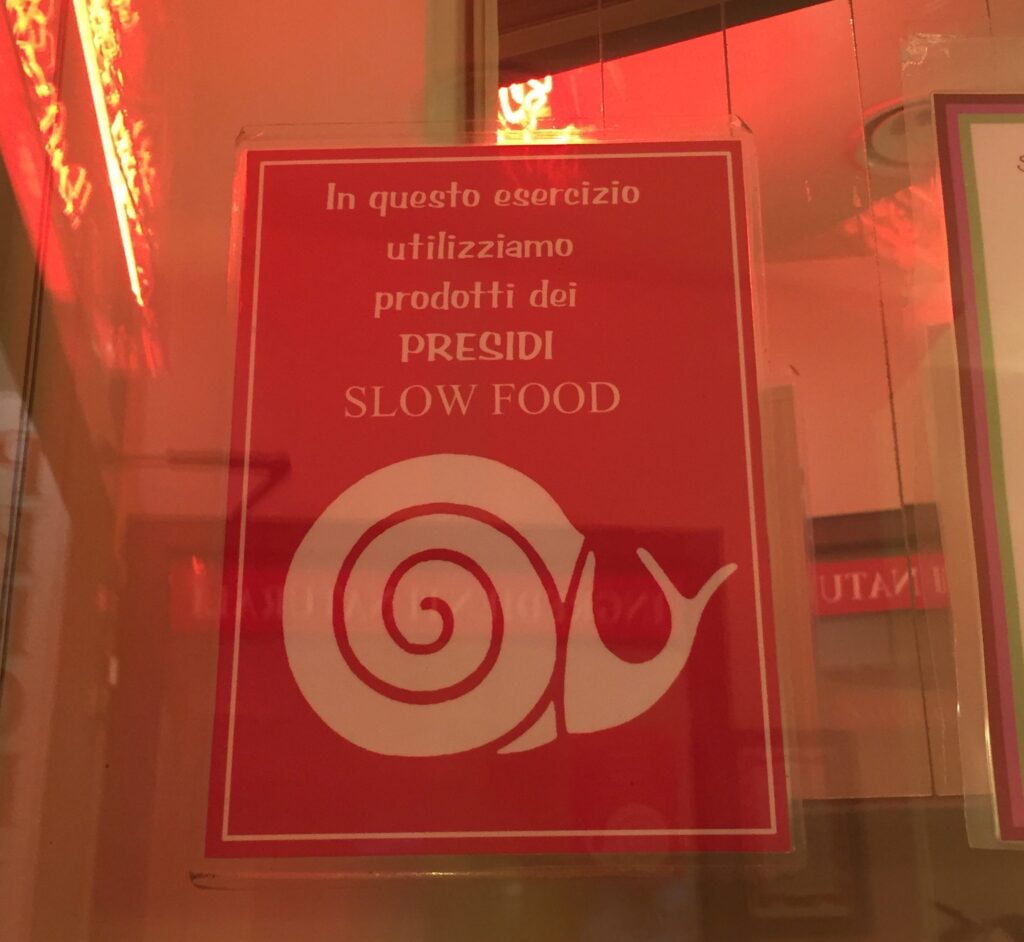 In questo esercizio
utilizziamo
prodotti dei
PRESIDI
SLOW FOOD